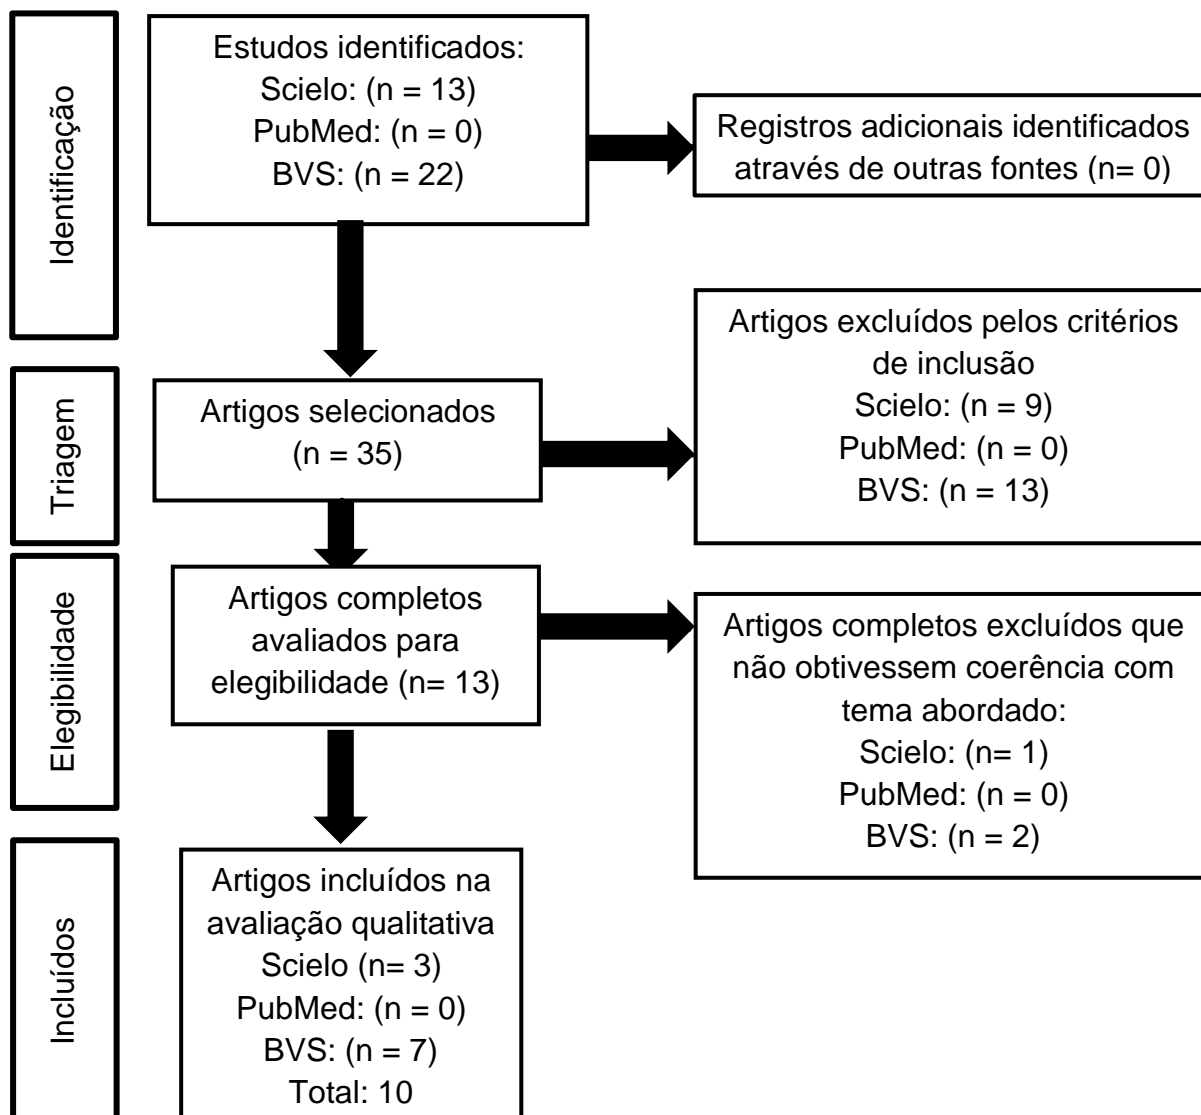 Identificação
Estudos identificados:
Scielo: (n = 13)
PubMed: (n = 0)
BVS: (n = 22)
Registros adicionais identificados
através de outras fontes (n= 0)
Triagem
Artigos selecionados
(n = 35)
Artigos excluídos pelos critérios
de inclusão
Scielo: (n = 9)
PubMed: (n = 0)
BVS: (n = 13)
Elegibilidade
Artigos completos
avaliados para
elegibilidade (n= 13)
Artigos completos excluídos que
não obtivessem coerência com
tema abordado:
Scielo: (n= 1)
PubMed: (n = 0)
BVS: (n = 2)
Incluídos
Artigos incluídos na
avaliação qualitativa
Scielo (n= 3)
PubMed: (n = 0)
BVS: (n = 7)
Total: 10